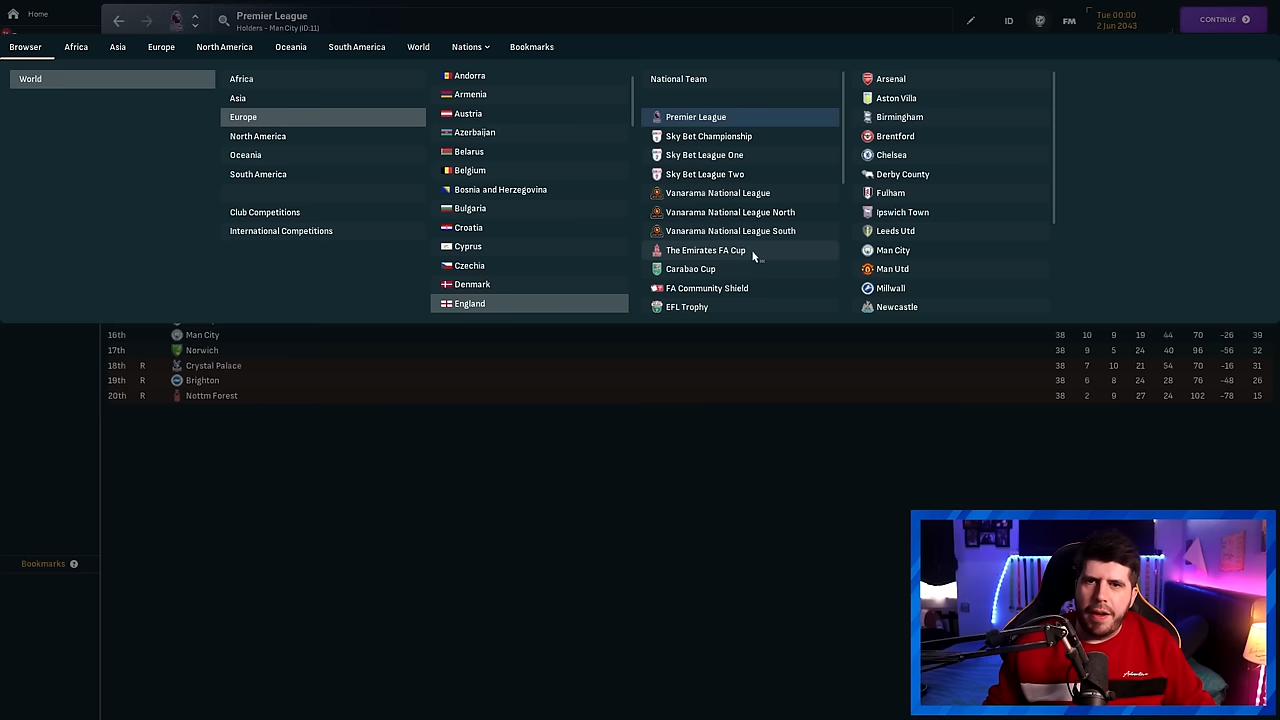 Home
Premier League
Holders - Man City (ID:11)
ID
FM
Tue 00:00
2 Jun 2043
CONTINUE
Browser
Africa
Asia
Europe
North America
Oceania
South America
World
Nations
Bookmarks
World
Africa
Asia
Europe
North America
Oceania
South America
Club Competitions
International Competitions
Andorra
Armenia
Austria
Azerbaijan
Belarus
Belgium
Bosnia and Herzegovina
Bulgaria
Croatia
Cyprus
Czechia
Denmark
England
National Team
Premier League
Sky Bet Championship
Sky Bet League One
Sky Bet League Two
Vanarama National League
Vanarama National League North
Vanarama National League South
The Emirates FA Cup
Carabao Cup
FA Community Shield
EFL Trophy
Arsenal
Aston Villa
Birmingham
Brentford
Chelsea
Derby County
Fulham
Ipswich Town
Leeds Utd
Man City
Man Utd
Millwall
Newcastle
16th Man City 38 10 9 19 44 70 -26 39
17th Norwich 38 9 5 24 40 96 -56 32
18th R Crystal Palace 38 7 10 21 54 70 -16 31
19th R Brighton 38 6 8 24 28 76 -48 26
20th R Nottm Forest 38 2 9 27 24 102 -78 15
Bookmarks ?